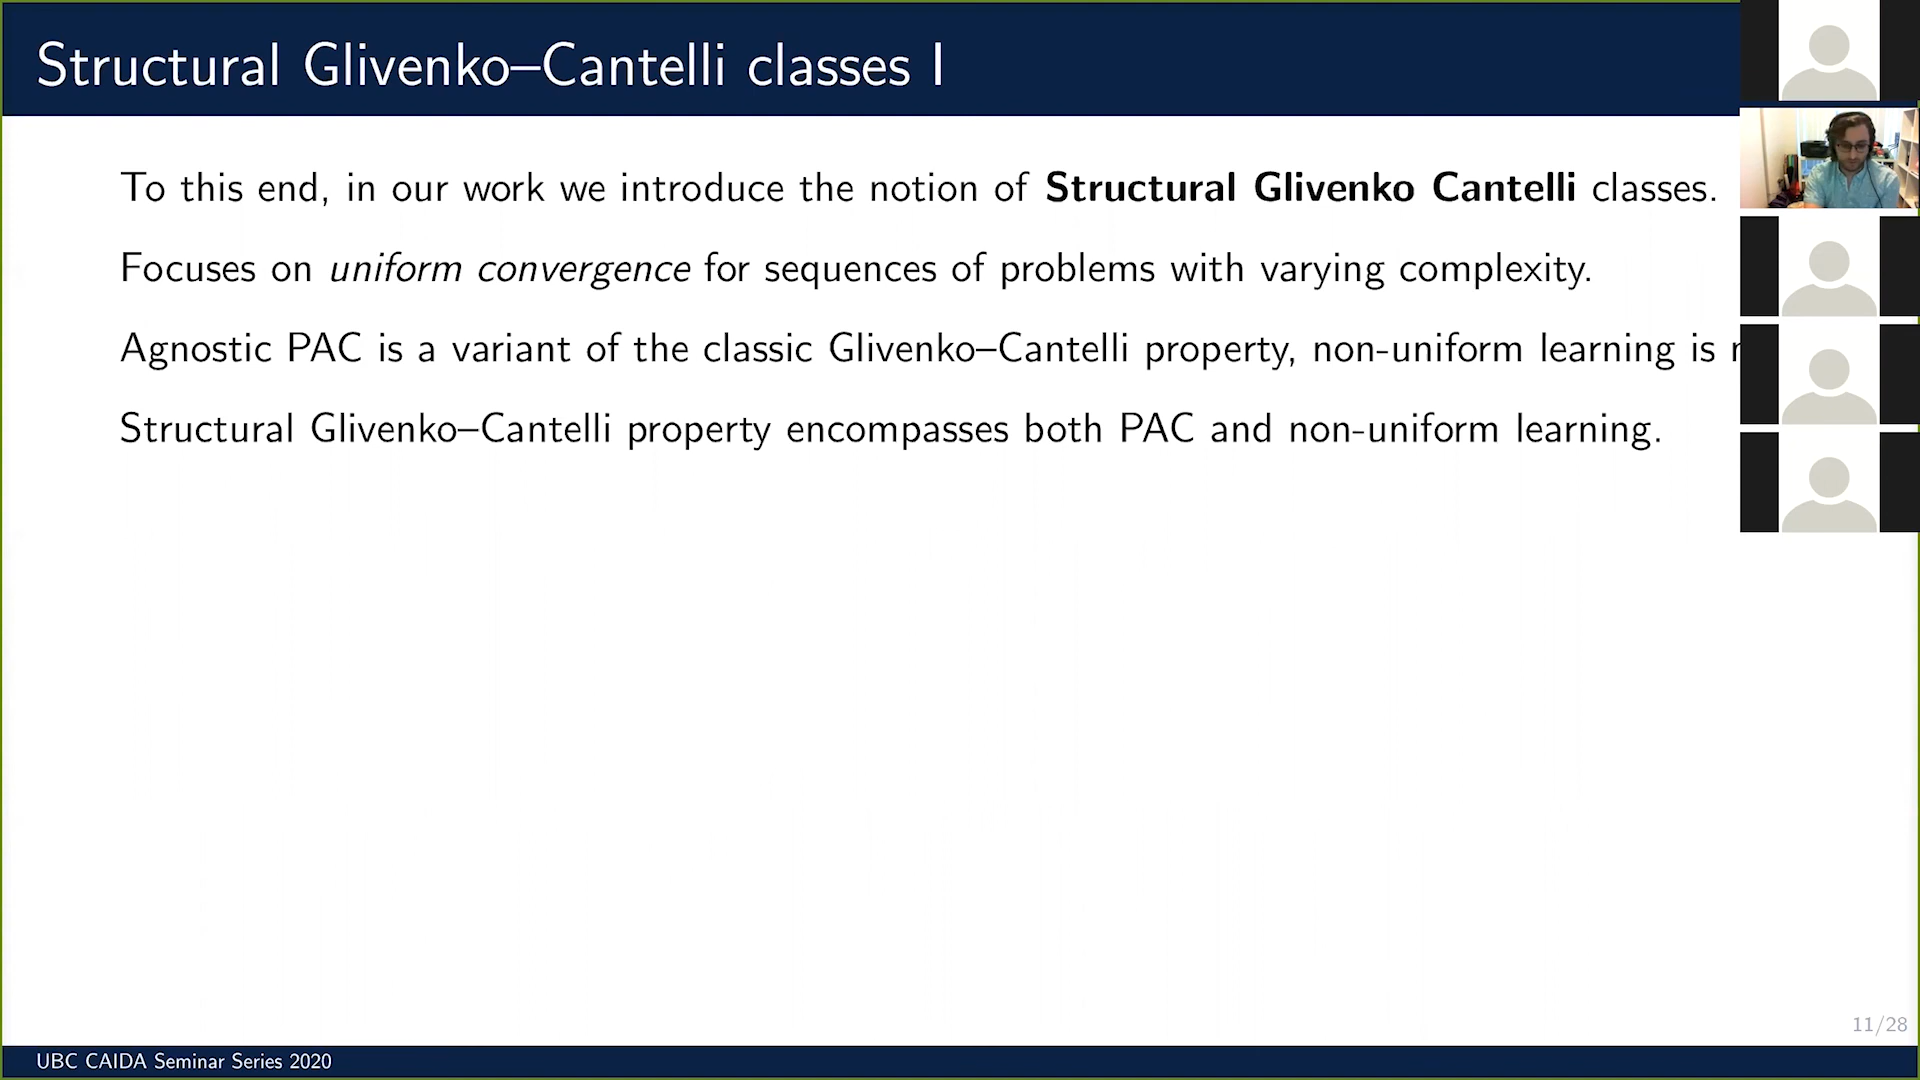 Structural Glivenko–Cantelli classes I
To this end, in our work we introduce the notion of Structural Glivenko Cantelli classes.
Focuses on uniform convergence for sequences of problems with varying complexity.
Agnostic PAC is a variant of the classic Glivenko–Cantelli property, non-uniform learning is
Structural Glivenko–Cantelli property encompasses both PAC and non-uniform learning.
11/28
UBC CAIDA Seminar Series 2020